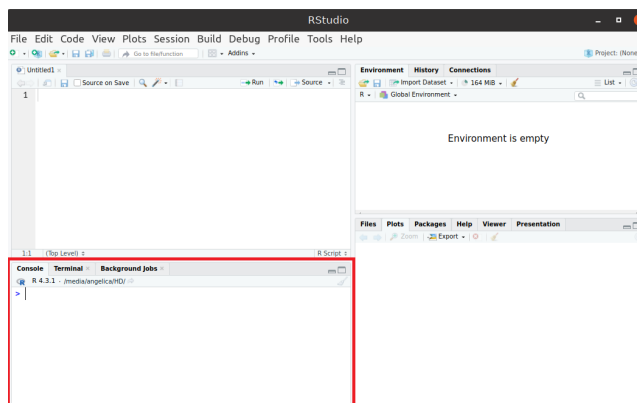 RStudio
File Edit Code View Plots Session Build Debug Profile Tools Help
Go to file/function Addins Project: (None
Untitled1
Source on Save Run Source
1
1:1 (Top Level) R Script
Console Terminal Background Jobs
R 4.3.1 · /media/angelica/HD/
>
Environment History Connections
Import Dataset 164 MiB List
R Global Environment
Environment is empty
Files Plots Packages Help Viewer Presentation
Zoom Export